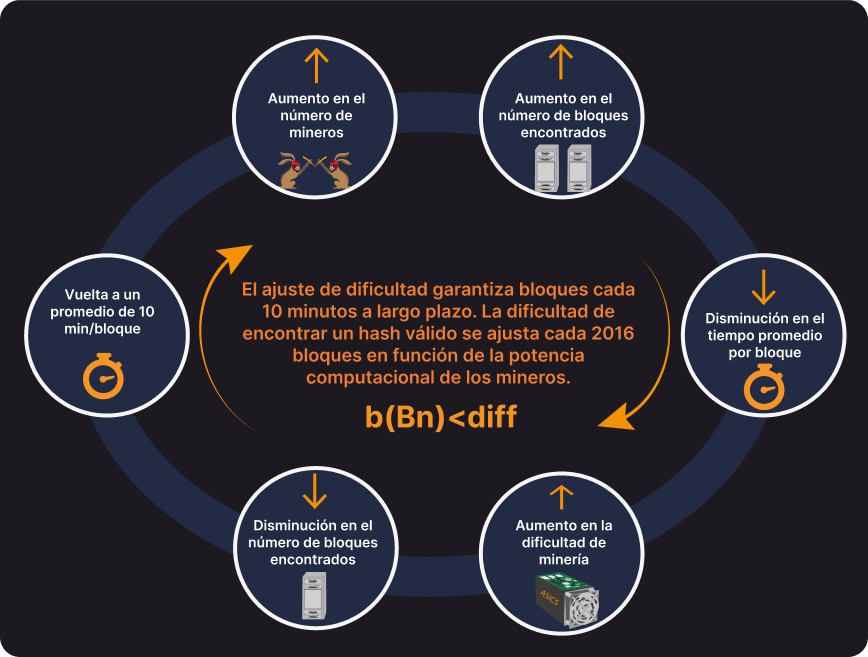 Aumento en el
número de
mineros
Aumento en el
número de bloques
encontrados
Vuelta a un
promedio de 10
min/bloque
El ajuste de dificultad garantiza bloques cada
10 minutos a largo plazo. La dificultad de
encontrar un hash válido se ajusta cada 2016
bloques en función de la potencia
computacional de los mineros.
b(Bn)<diff
Disminución en el
tiempo promedio
por bloque
Disminución en el
número de bloques
encontrados
Aumento en la
dificultad de
minería
ASICS